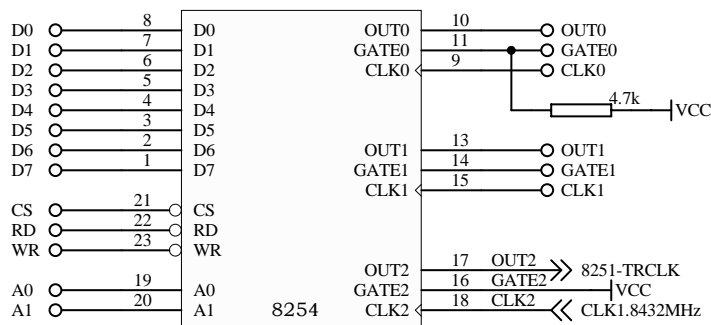 D0 8 D0 OUT0 10 OUT0
D1 7 D1 GATE0 11 GATE0
D2 6 D2 CLK0 9 CLK0
D3 5 D3
D4 4 D4 4.7k VCC
D5 3 D5
D6 2 D6 OUT1 13 OUT1
D7 1 D7 GATE1 14 GATE1
CLK1 15 CLK1
CS 21 CS
RD 22 RD
WR 23 WR
OUT2 17 OUT2 8251-TRCLK
A0 19 A0 GATE2 16 GATE2 VCC
A1 20 A1 8254 CLK2 18 CLK2 CLK1.8432MHz